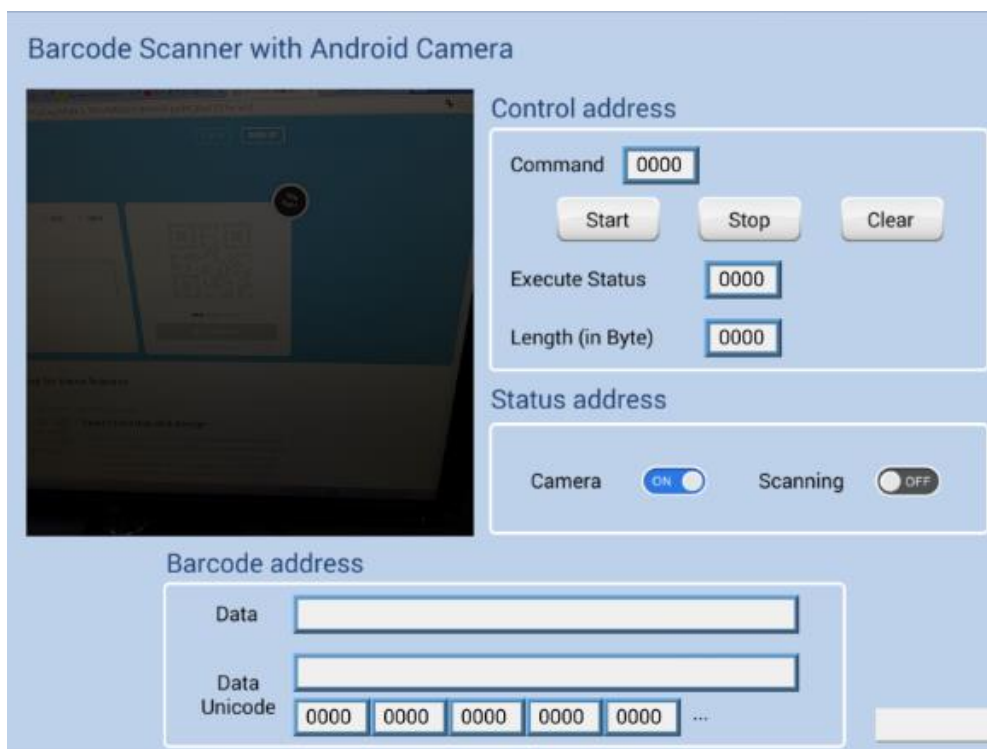 Barcode Scanner with Android Camera
Control address
Command 0000
Start Stop Clear
Execute Status 0000
Length (in Byte) 0000
Status address
Camera ON Scanning OFF
Barcode address
Data
Data
Unicode
0000 0000 0000 0000 0000 ...